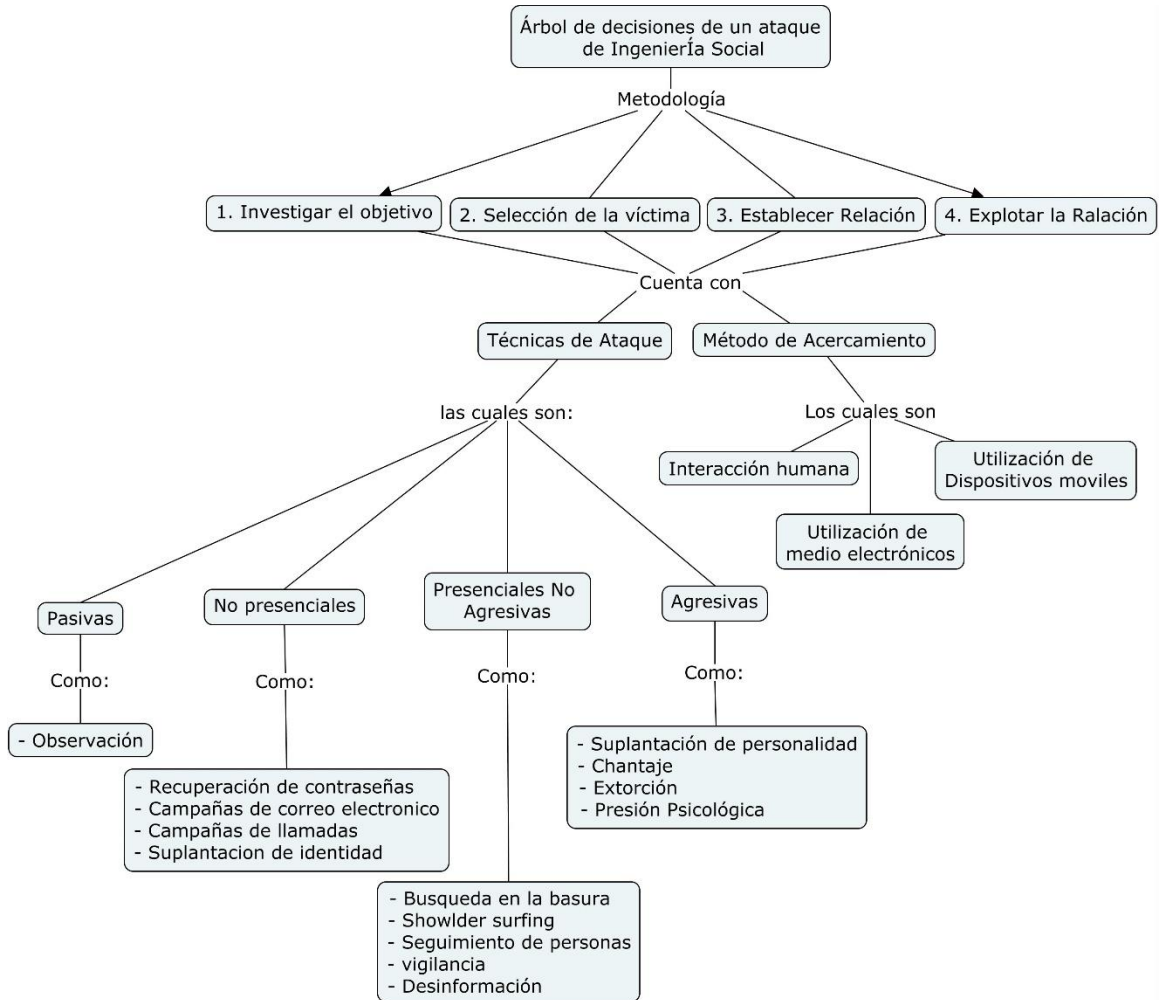 Árbol de decisiones de un ataque
de IngenierÍa Social
Metodología
1. Investigar el objetivo
2. Selección de la víctima
3. Establecer Relación
4. Explotar la Ralación
Cuenta con
Técnicas de Ataque
Método de Acercamiento
las cuales son:
Los cuales son
Interacción humana
Utilización de
Dispositivos moviles
Utilización de
medio electrónicos
Pasivas
No presenciales
Presenciales No
Agresivas
Agresivas
Como:
Como:
Como:
Como:
- Observación
- Recuperación de contraseñas
- Campañas de correo electronico
- Campañas de llamadas
- Suplantacion de identidad
- Suplantación de personalidad
- Chantaje
- Extorción
- Presión Psicológica
- Busqueda en la basura
- Showlder surfing
- Seguimiento de personas
- vigilancia
- Desinformación